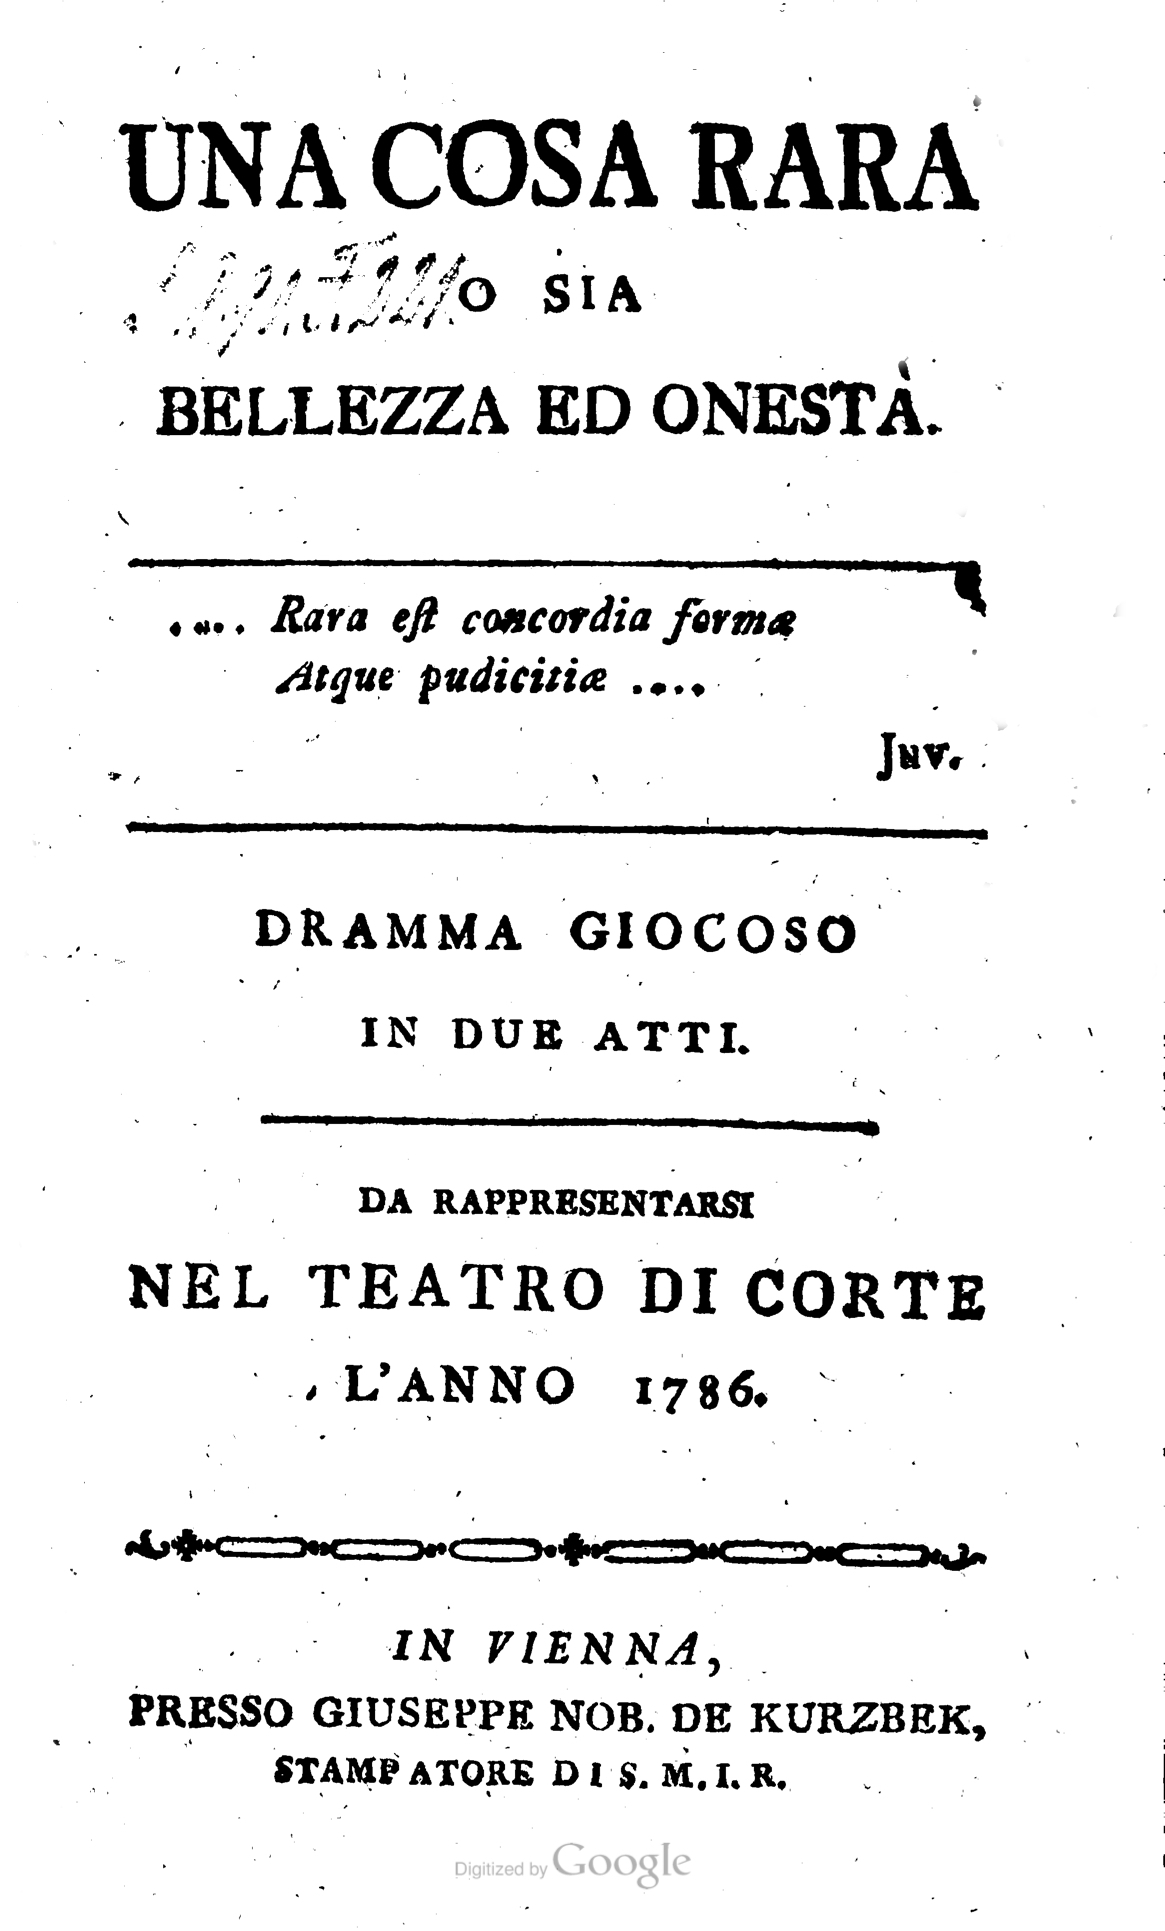 UNA COSA RARA
O SIA
BELLEZZA ED ONESTÀ.
.... Rara eſt concordia formæ
Atque pudicitiæ ....
Juv.
DRAMMA GIOCOSO
IN DUE ATTI.
DA RAPPRESENTARSI
NEL TEATRO DI CORTE
L'ANNO 1786.
IN VIENNA,
PRESSO GIUSEPPE NOB. DE KURZBEK,
STAMPATORE DI S. M. I. R.
Digitized by Google